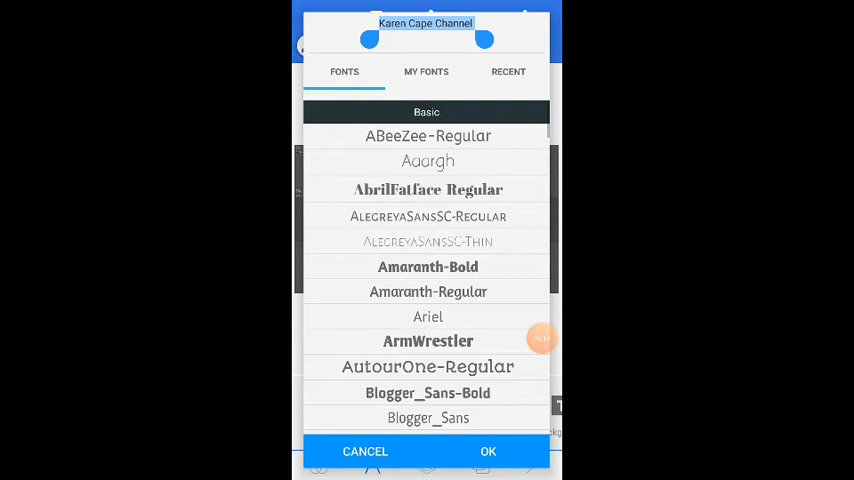 Karen Cape Channel
FONTS
MY FONTS
RECENT
Basic
ABeeZee-Regular
Aaargh
AbrilFatface Regular
AlegreyaSansSC-Regular
AlegreyaSansSC-Thin
Amaranth-Bold
Amaranth-Regular
Ariel
ArmWrestler
AutourOne-Regular
Blogger_Sans-Bold
Blogger_Sans
CANCEL
OK